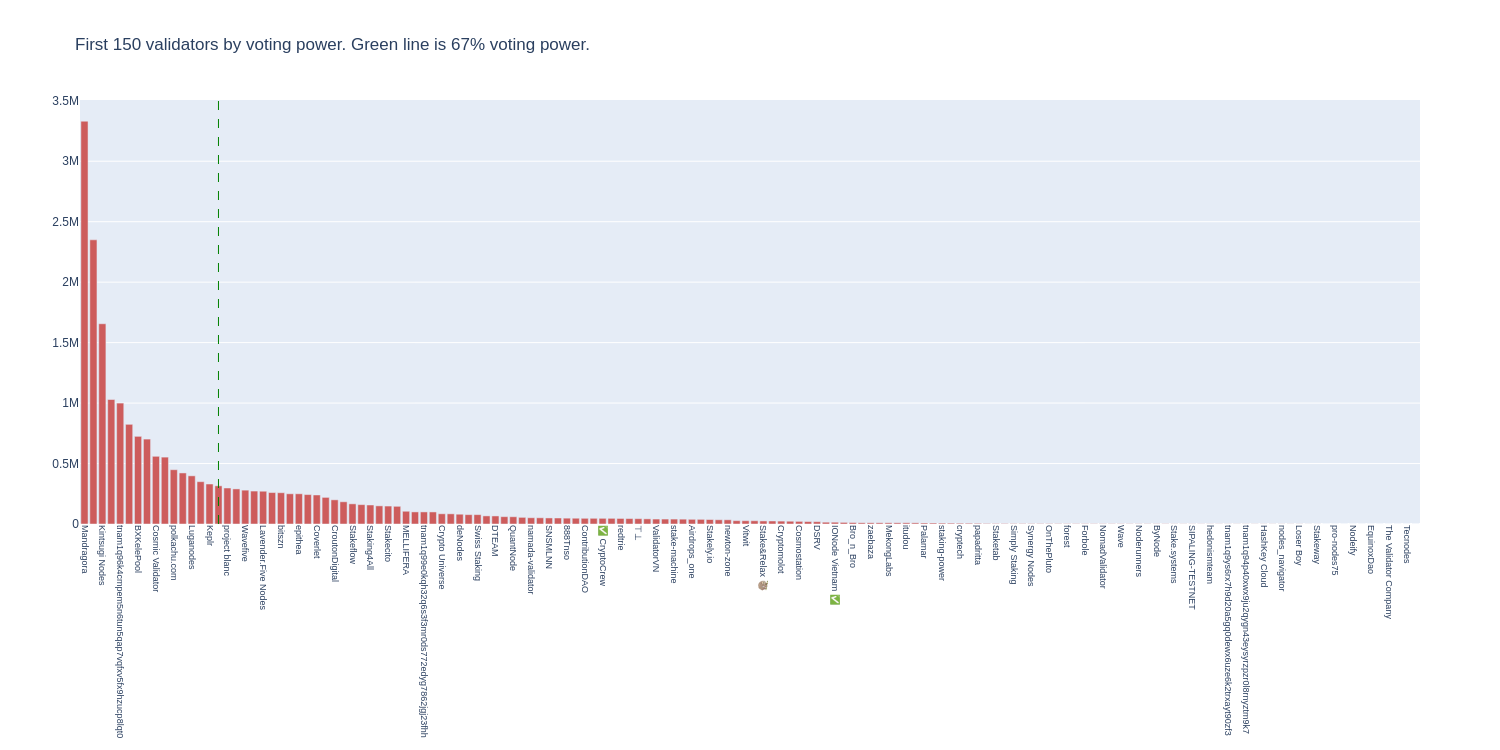 First 150 validators by voting power. Green line is 67% voting power.
3.5M
3M
2.5M
2M
1.5M
1M
0.5M
0
Mandragora
Kintsugi Nodes
BXXelePool
Cosmic Validator
polkachu.com
Luganodes
Keplr
project blanc
Wavefive
Lavender.Five Nodes
bitszn
epithea
Coverlet
CroutonDigital
Stakeflow
Staking4All
Stakecito
MELLIFERA
Crypto Universe
deNodes
Swiss Staking
DTEAM
QuantNode
namada-validator
SNSMLNN
888Triso
ContributionDAO
✅ CryptoCrew
redtrie
ValidatorVN
stake-machine
Airdrops_one
Stakely.io
newton-zone
Vitwit
Stake&Relax 🦥
Cryptomolot
Cosmostation
DSRV
iONode Vietnam ✅
Bro_n_Bro
zaebaza
MekongLabs
itudou
Palamar
staking-power
cryptech
papadritta
Staketab
Simply Staking
Synergy Nodes
OnThePluto
forest
Forbole
NomadValidator
Wave
Noderunners
ByNode
Stake.systems
SIPALING-TESTNET
hedonismteam
HashKey Cloud
nodes_navigator
Loser Boy
Stakeway
pro-nodes75
Nodeify
EquinoxDao
The Validator Company
Tecnodes